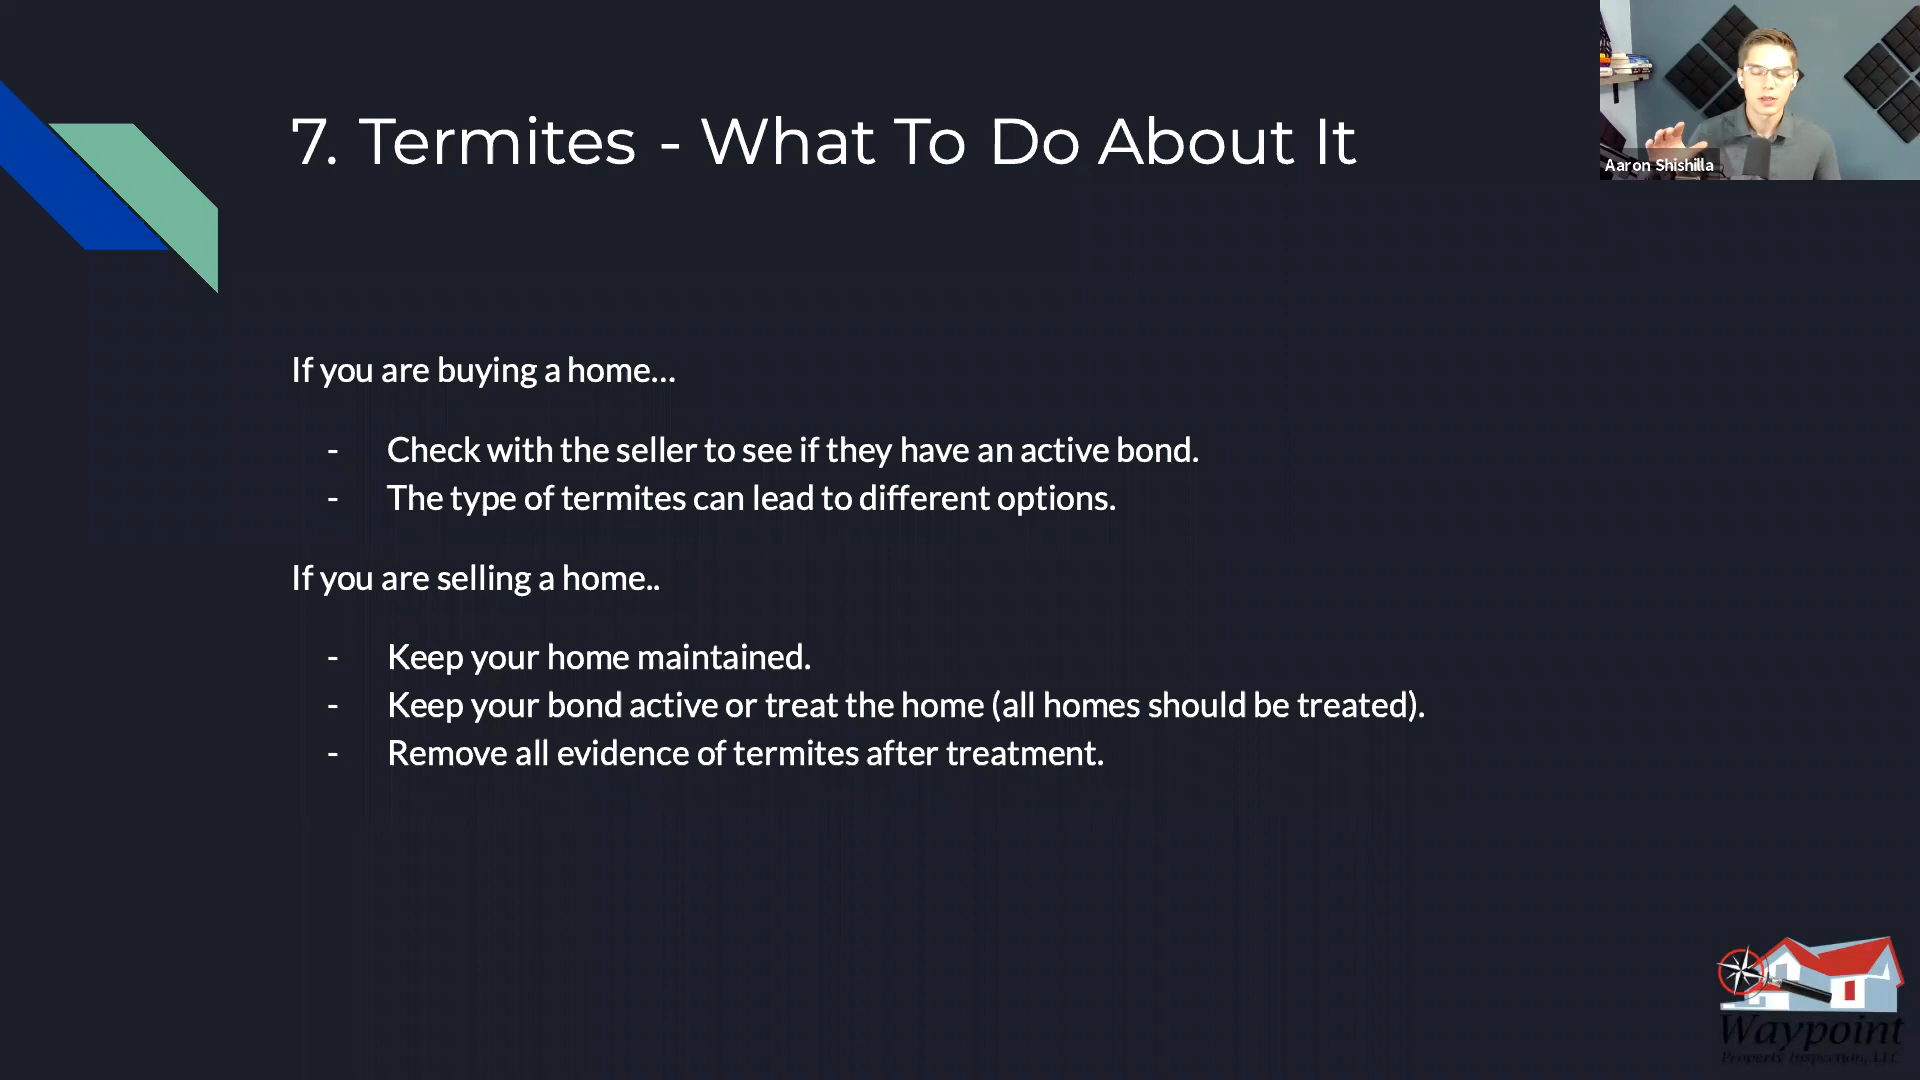 7. Termites - What To Do About It
Aaron Shishilla
If you are buying a home...
- Check with the seller to see if they have an active bond.
- The type of termites can lead to different options.
If you are selling a home..
- Keep your home maintained.
- Keep your bond active or treat the home (all homes should be treated).
- Remove all evidence of termites after treatment.
Waypoint
Property Inspection, LLC